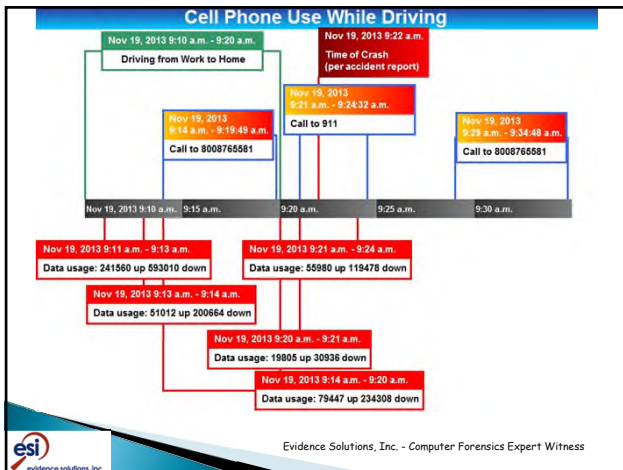 Cell Phone Use While Driving
Nov 19, 2013 9:10 a.m. - 9:20 a.m.
Driving from Work to Home
Nov 19, 2013 9:22 a.m.
Time of Crash
(per accident report)
Nov 19, 2013
9:14 a.m. - 9:19:49 a.m.
Call to 8008765581
Nov 19, 2013
9:21 a.m. - 9:24:32 a.m.
Call to 911
Nov 19, 2013
9:29 a.m. - 9:34:48 a.m.
Call to 8008765581
Nov 19, 2013 9:10 a.m.
9:15 a.m.
9:20 a.m.
9:25 a.m.
9:30 a.m.
Nov 19, 2013 9:11 a.m. - 9:13 a.m.
Data usage: 241560 up 593010 down
Nov 19, 2013 9:21 a.m. - 9:24 a.m.
Data usage: 55980 up 119478 down
Nov 19, 2013 9:13 a.m. - 9:14 a.m.
Data usage: 51012 up 200664 down
Nov 19, 2013 9:20 a.m. - 9:21 a.m.
Data usage: 19805 up 30936 down
Nov 19, 2013 9:14 a.m. - 9:20 a.m.
Data usage: 79447 up 234308 down
esi
evidence solutions, inc.
Evidence Solutions, Inc. - Computer Forensics Expert Witness